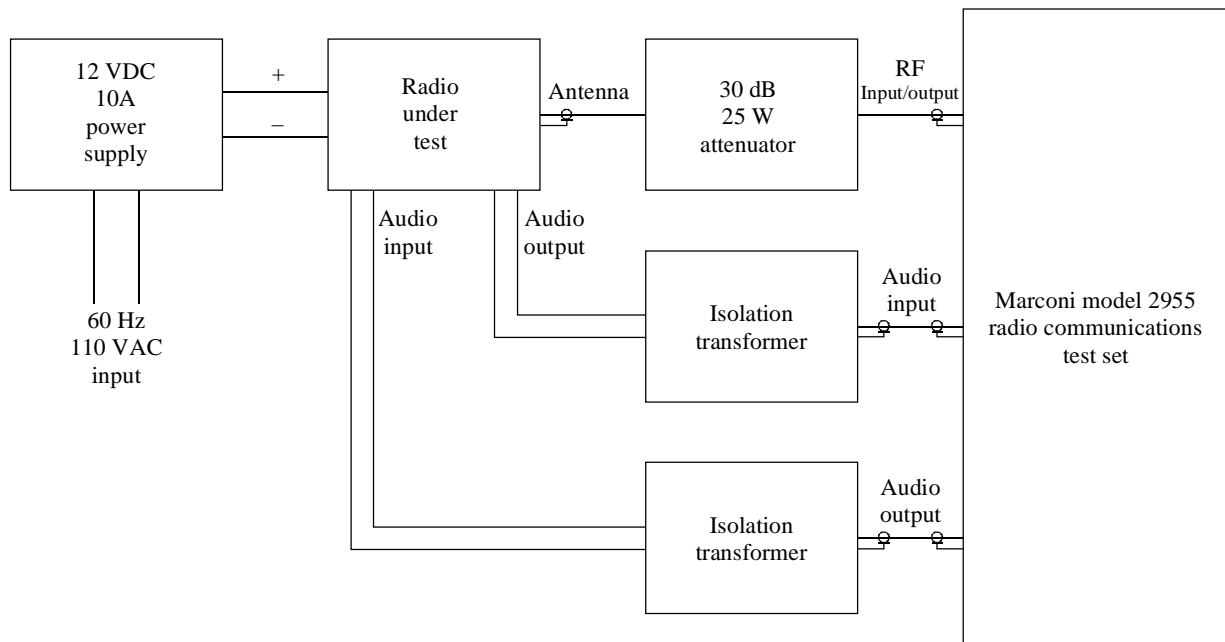 12 VDC
10A
power
supply
+
–
Radio
under
test
Antenna
30 dB
25 W
attenuator
RF
Input/output
60 Hz
110 VAC
input
Audio
input
Audio
output
Isolation
transformer
Audio
input
Marconi model 2955
radio communications
test set
Isolation
transformer
Audio
output